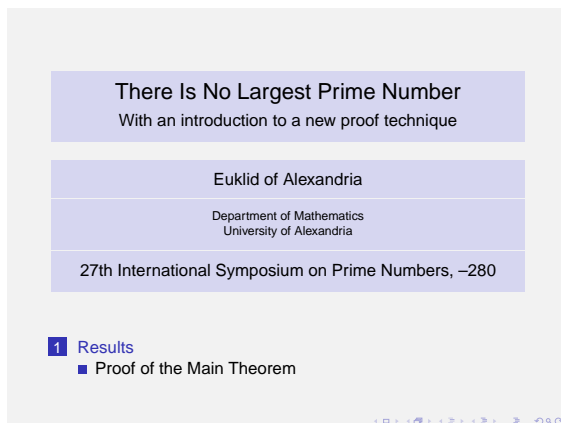 There Is No Largest Prime Number
With an introduction to a new proof technique
Euklid of Alexandria
Department of Mathematics
University of Alexandria
27th International Symposium on Prime Numbers, –280
1 Results
Proof of the Main Theorem